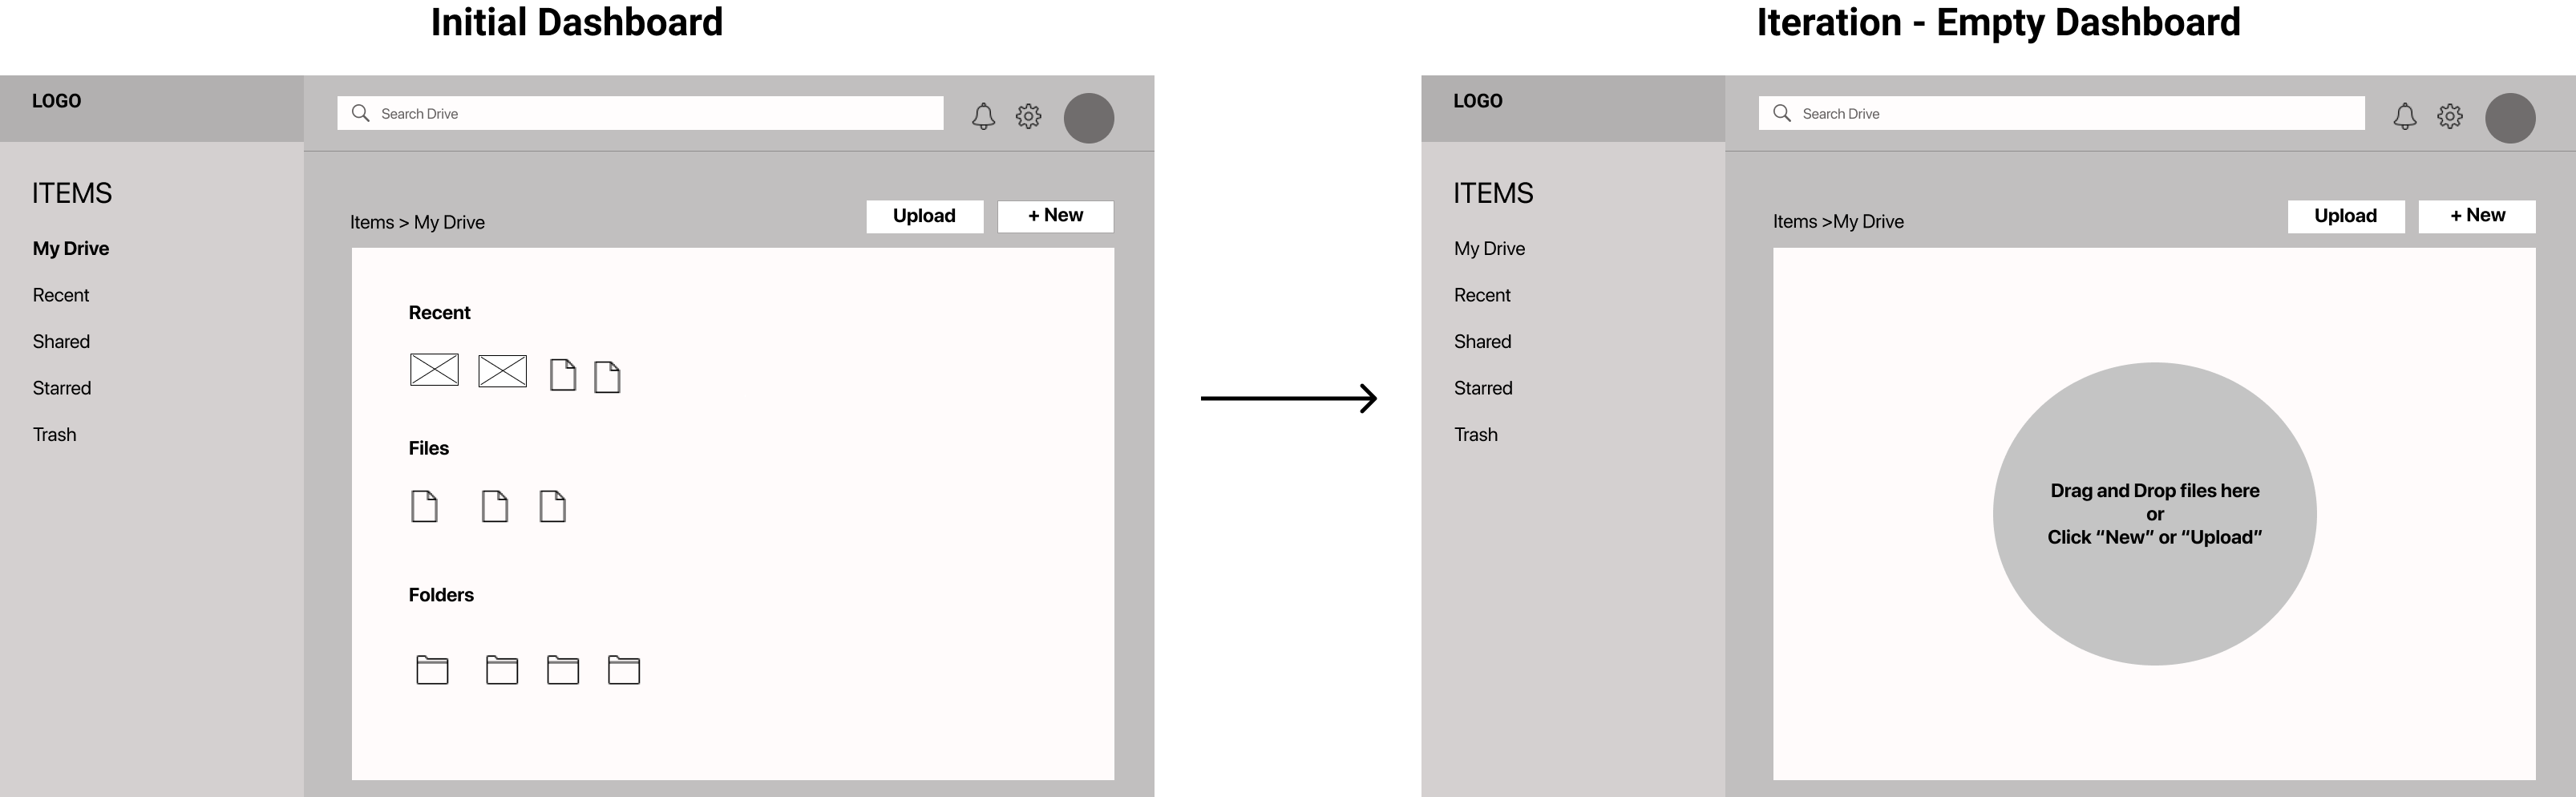 Initial Dashboard
LOGO
Search Drive
ITEMS
My Drive
Recent
Shared
Starred
Trash
Items > My Drive
Upload
+ New
Recent
Files
Folders
Iteration - Empty Dashboard
LOGO
Search Drive
ITEMS
My Drive
Recent
Shared
Starred
Trash
Items >My Drive
Upload
+ New
Drag and Drop files here
or
Click “New” or “Upload”